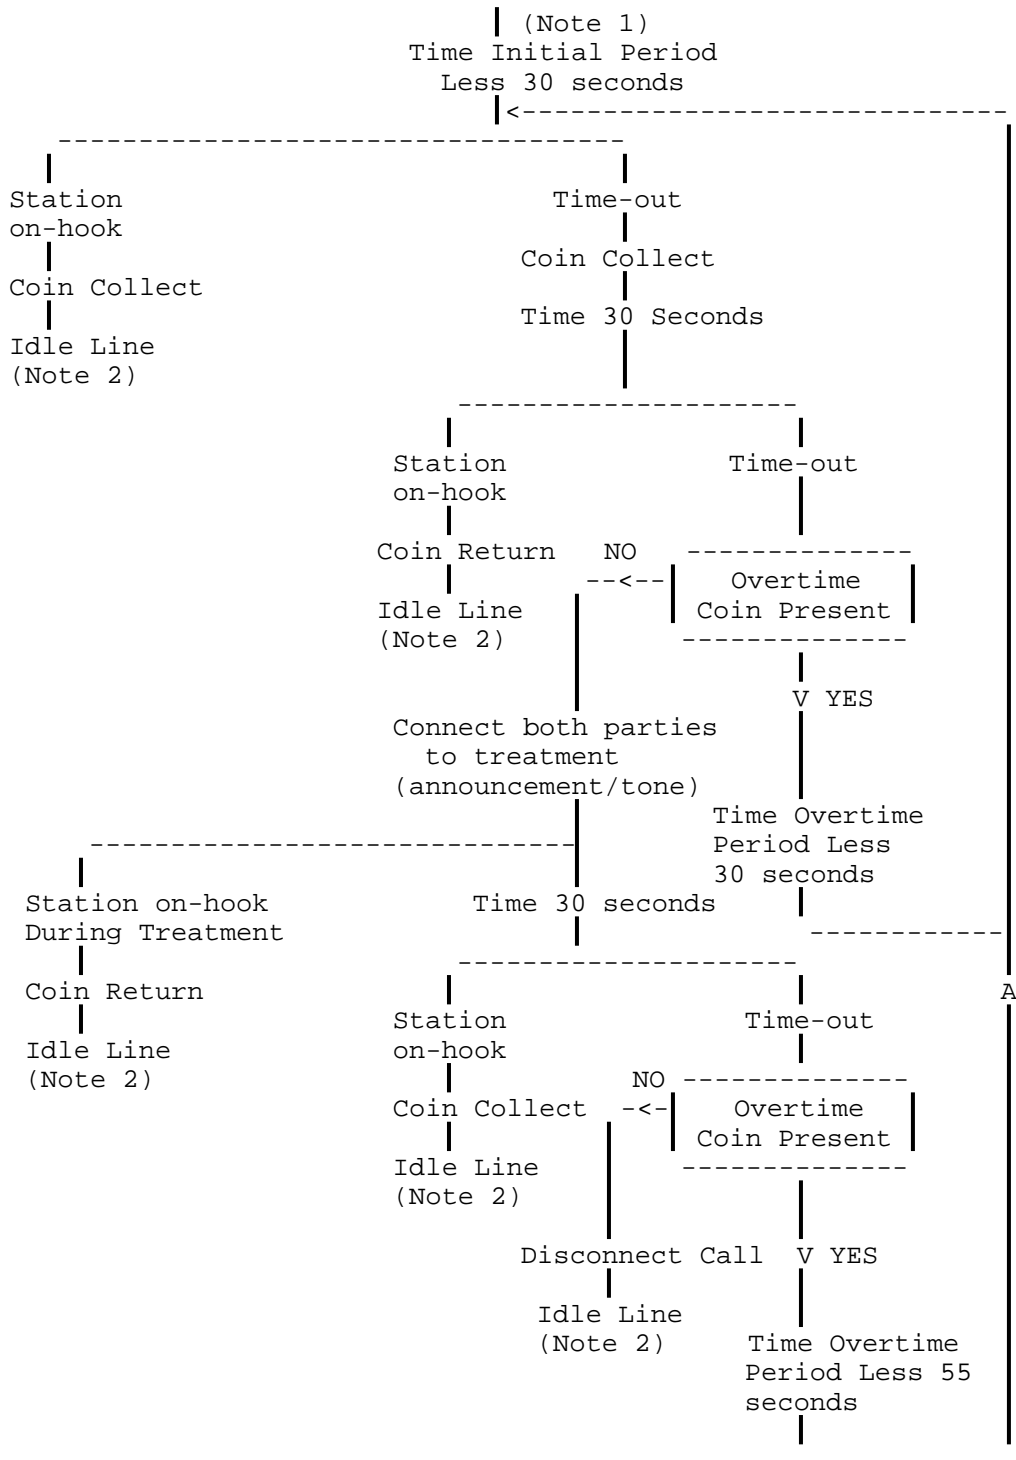 (Note 1)
Time Initial Period
Less 30 seconds
Station
on-hook
Coin Collect
Idle Line
(Note 2)
Time-out
Coin Collect
Time 30 Seconds
Station
on-hook
Coin Return
Idle Line
(Note 2)
Time-out
NO
Overtime
Coin Present
V YES
Connect both parties
to treatment
(announcement/tone)
Time Overtime
Period Less
30 seconds
Station on-hook
During Treatment
Coin Return
Idle Line
(Note 2)
Time 30 seconds
A
Station
on-hook
Coin Collect
Idle Line
(Note 2)
Time-out
NO
Overtime
Coin Present
Disconnect Call
Idle Line
(Note 2)
V YES
Time Overtime
Period Less 55
seconds